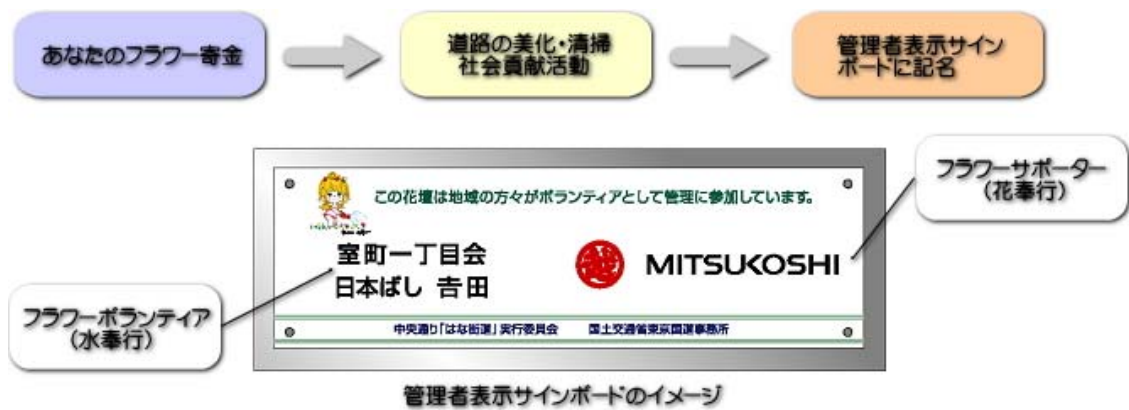 あなたのフラワー寄金
道路の美化・清掃
社会貢献活動
管理者表示サイン
ボードに記名
フラワーサポーター
(花奉行)
この花壇は地域の方々がボランティアとして管理に参加しています。
室町一丁目会
日本ばし 吉田
MITSUKOSHI
フラワーボランティア
(水奉行)
中央通り「はな街道」実行委員会 国土交通省東京国道事務所
管理者表示サインボードのイメージ